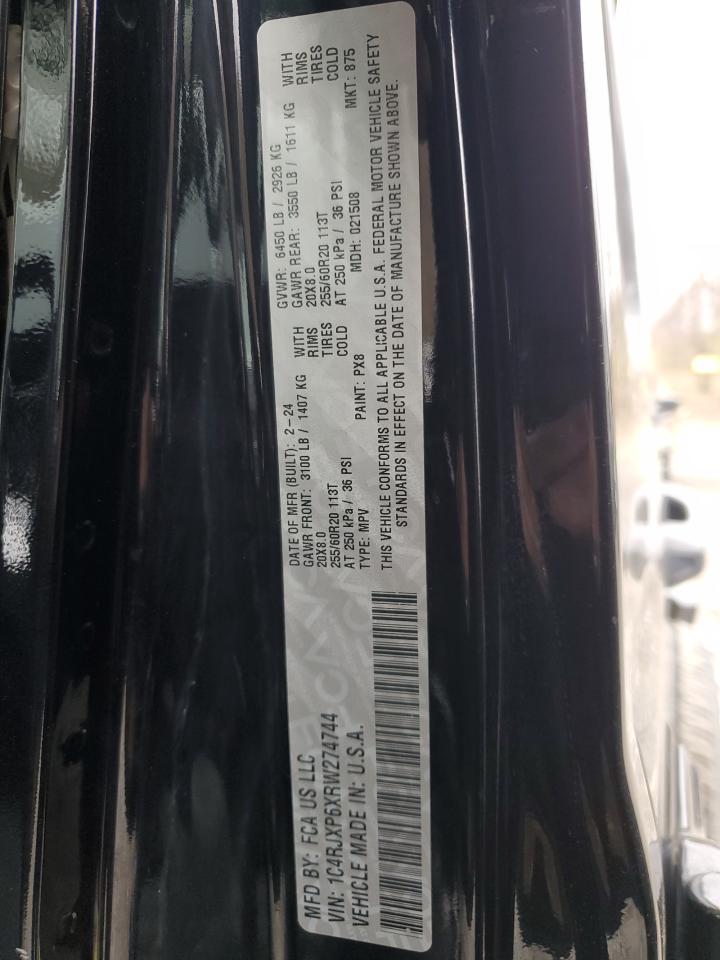 MFD BY: FCA US LLC
VIN: 1C4RJXP6XRW274744
VEHICLE MADE IN: U.S.A.
DATE OF MFR (BUILT): 2-24
GAWR FRONT: 3100 LB / 1407 KG WITH
20X8.0 RIMS
255/60R20 113T TIRES
AT 250 kPa / 36 PSI COLD
TYPE: MPV PAINT: PX8
GVWR: 6450 LB / 2926 KG
GAWR REAR: 3550 LB / 1611 KG WITH
20X8.0 RIMS
255/60R20 113T TIRES
AT 250 kPa / 36 PSI COLD
MDH: 021508 MKT: 875
THIS VEHICLE CONFORMS TO ALL APPLICABLE U.S.A. FEDERAL MOTOR VEHICLE SAFETY
STANDARDS IN EFFECT ON THE DATE OF MANUFACTURE SHOWN ABOVE.